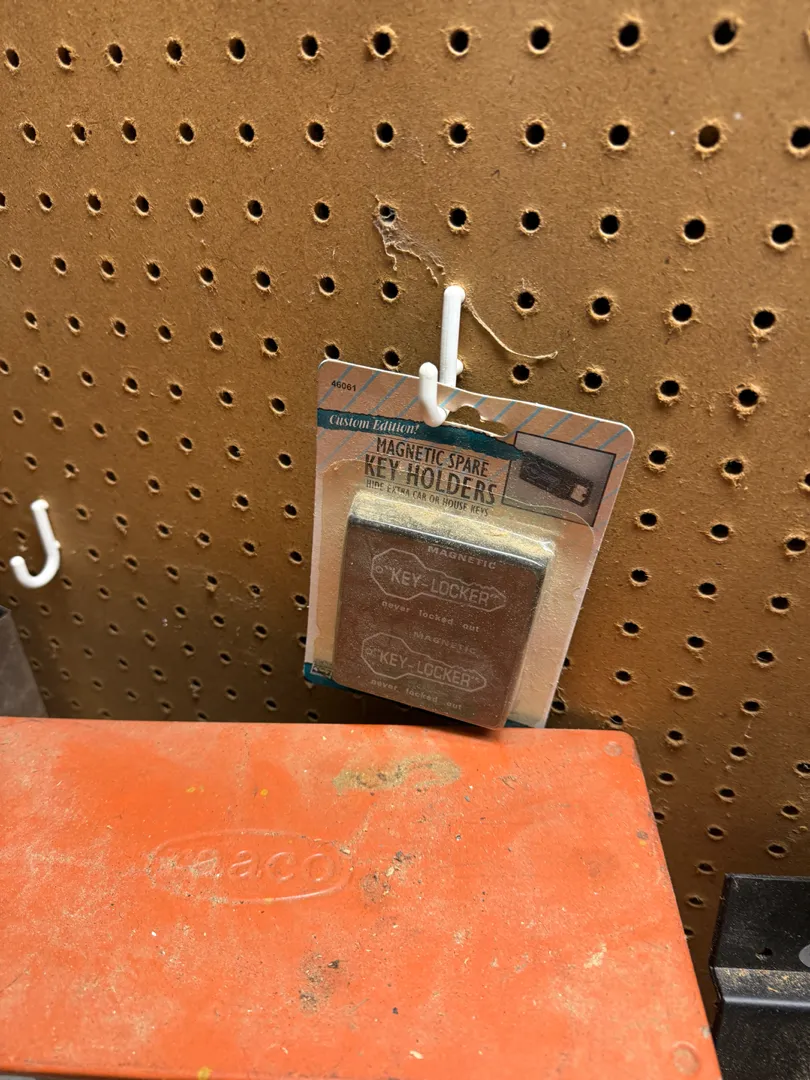 46061
Custom Edition!
MAGNETIC SPARE
KEY HOLDERS
HIDE EXTRA CAR OR HOUSE KEYS
MAGNETIC
"KEY-LOCKER"
never locked out
MAGNETIC
"KEY-LOCKER"
never locked out
raaco